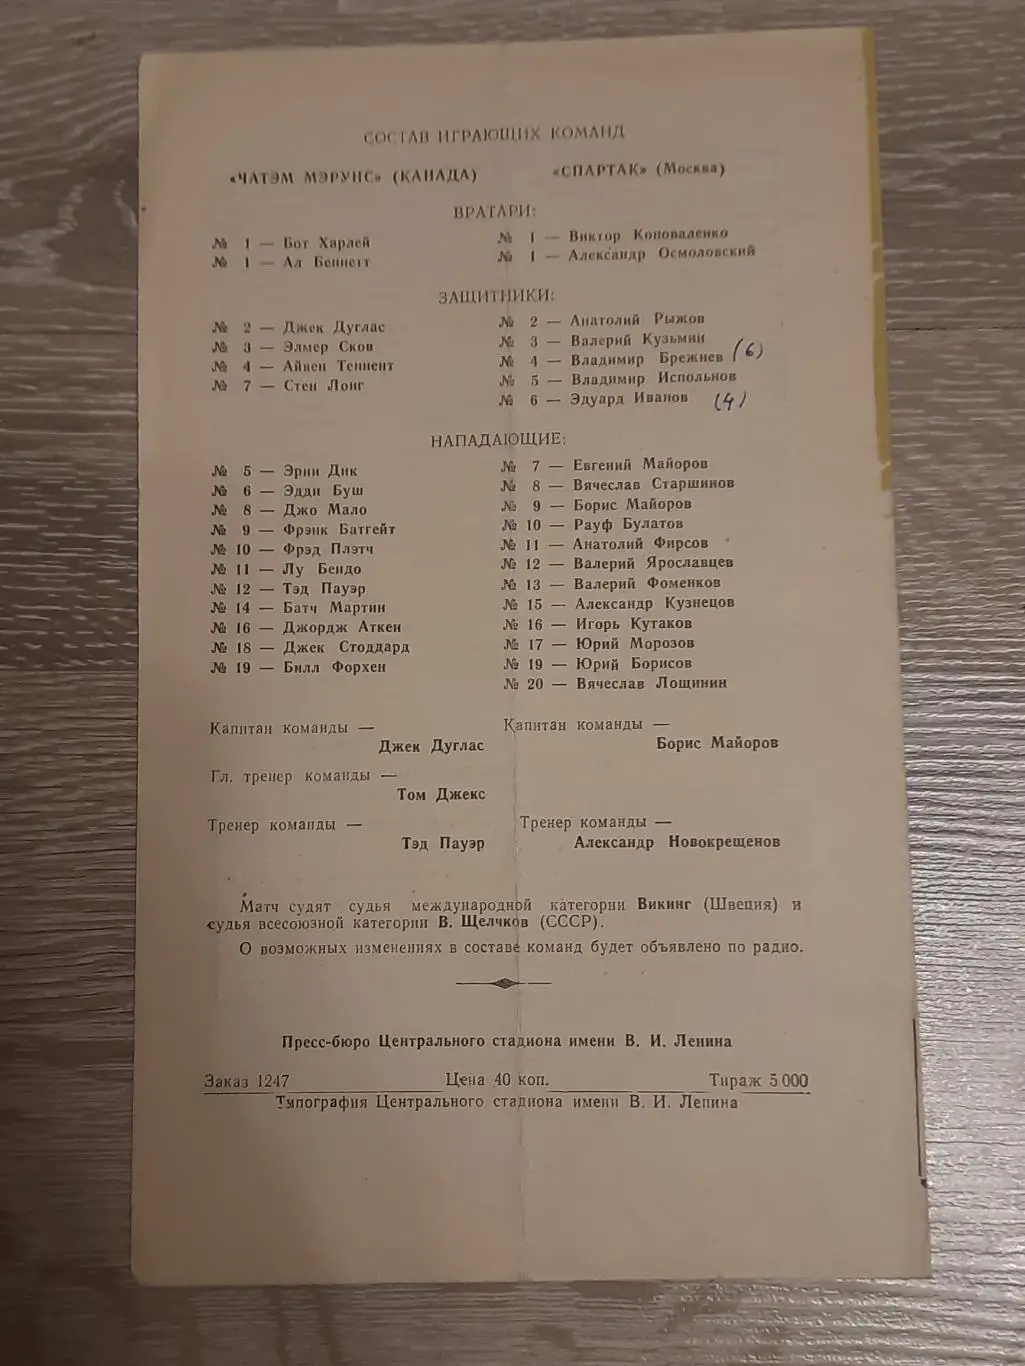 СОСТАВ ИГРАЮЩИХ КОМАНД
«ЧАТЭМ МЭРУНС» (КАНАДА) «СПАРТАК» (Москва)
ВРАТАРИ:
№ 1 — Бот Харлей № 1 — Виктор Коноваленко
№ 1 — Ал Беннетт № 1 — Александр Осмоловский
ЗАЩИТНИКИ:
№ 2 — Джек Дуглас № 2 — Анатолий Рыжов
№ 3 — Элмер Сков № 3 — Валерий Кузьмин
№ 4 — Айвен Теннент № 4 — Владимир Брежнев (6)
№ 7 — Стен Лонг № 5 — Владимир Испольнов
№ 6 — Эдуард Иванов (4)
НАПАДАЮЩИЕ:
№ 5 — Эрни Дик № 7 — Евгений Майоров
№ 6 — Эдди Буш № 8 — Вячеслав Старшинов
№ 8 — Джо Мало № 9 — Борис Майоров
№ 9 — Фрэнк Батгейт № 10 — Рауф Булатов
№ 10 — Фрэд Плэтч № 11 — Анатолий Фирсов
№ 11 — Лу Бендо № 12 — Валерий Ярославцев
№ 12 — Тэд Пауэр № 13 — Валерий Фоменков
№ 14 — Батч Мартин № 15 — Александр Кузнецов
№ 16 — Джордж Аткен № 16 — Игорь Кутаков
№ 18 — Джек Стоддард № 17 — Юрий Морозов
№ 19 — Билл Форхен № 19 — Юрий Борисов
№ 20 — Вячеслав Лощинин
Капитан команды — Капитан команды —
Джек Дуглас Борис Майоров
Гл. тренер команды —
Том Джекс
Тренер команды — Тренер команды —
Тэд Пауэр Александр Новокрещенов
Матч судят судья международной категории Викинг (Швеция) и
судья всесоюзной категории В. Щелчков (СССР).
О возможных изменениях в составе команд будет объявлено по радио.
Пресс-бюро Центрального стадиона имени В. И. Ленина
Заказ 1247 Цена 40 коп. Тираж 5 000
Типография Центрального стадиона имени В. И. Ленина